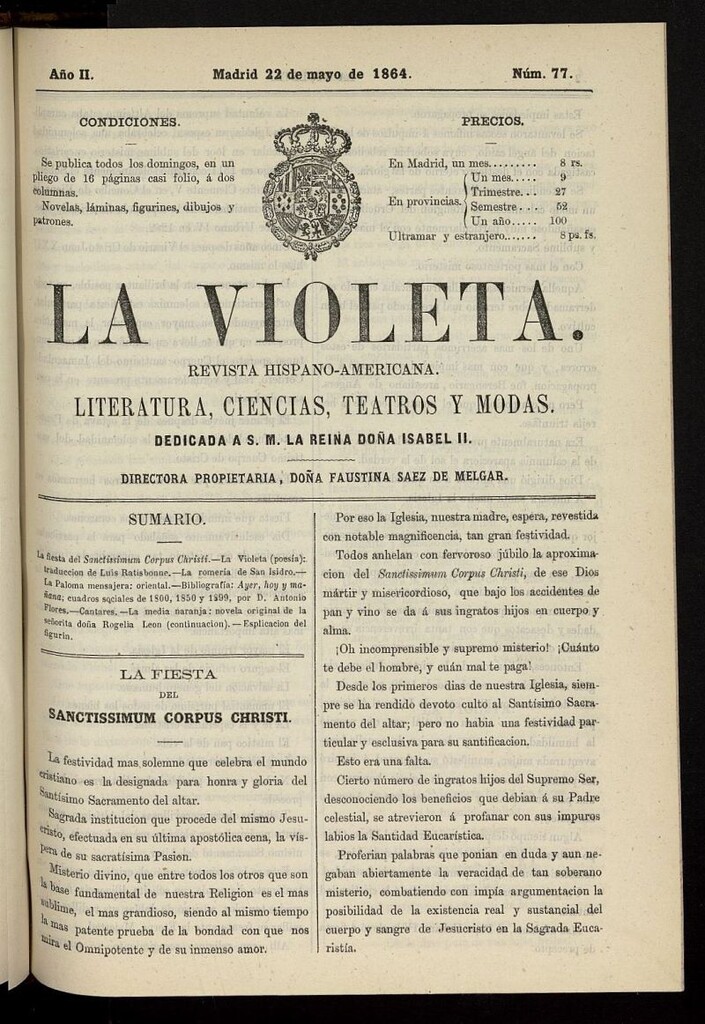 Año II.
Madrid 22 de mayo de 1864.
Núm. 77.
CONDICIONES.
Se publica todos los domingos, en un
pliego de 16 páginas casi folio, á dos
columnas.
Novelas, láminas, figurines, dibujos y
patrones.
PRECIOS.
En Madrid, un mes......... 8 rs.
En provincias.
Un mes..... 9
Trimestre... 27
Semestre... 52
Un año..... 100
Ultramar y estranjero...... 8 ps. fs.
LA VIOLETA.
REVISTA HISPANO-AMERICANA.
LITERATURA, CIENCIAS, TEATROS Y MODAS.
DEDICADA A S. M. LA REINA DOÑA ISABEL II.
DIRECTORA PROPIETARIA, DOÑA FAUSTINA SAEZ DE MELGAR.
SUMARIO.
La fiesta del Sanctissimum Corpus Christi.—La Violeta (poesía):
traduccion de Luis Ratisbonne.—La romería de San Isidro.—
La Paloma mensajera: oriental.—Bibliografía: Ayer, hoy y ma-
ñana; cuadros sociales de 1800, 1850 y 1899, por D. Antonio
Flores.—Cantares.—La media naranja: novela original de la
señorita doña Rogelia Leon (continuacion).—Esplicacion del
figurin.
LA FIESTA
DEL
SANCTISSIMUM CORPUS CHRISTI.
La festividad mas solemne que celebra el mundo
cristiano es la designada para honra y gloria del
Santísimo Sacramento del altar.
Sagrada institucion que procede del mismo Jesu-
cristo, efectuada en su última apostólica cena, la vís-
pera de su sacratísima Pasion.
Misterio divino, que entre todos los otros que son
la base fundamental de nuestra Religion es el mas
sublime, el mas grandioso, siendo al mismo tiempo
la mas patente prueba de la bondad con que nos
mira el Omnipotente y de su inmenso amor.
Por eso la Iglesia, nuestra madre, espera, revestida
con notable magnificencia, tan gran festividad.
Todos anhelan con fervoroso júbilo la aproxima-
cion del Sanctissimum Corpus Christi, de ese Dios
mártir y misericordioso, que bajo los accidentes de
pan y vino se da á sus ingratos hijos en cuerpo y
alma.
¡Oh incomprensible y supremo misterio! ¡Cuánto
te debe el hombre, y cuán mal te paga!
Desde los primeros dias de nuestra Iglesia, siem-
pre se ha rendido devoto culto al Santísimo Sacra-
mento del altar; pero no habia una festividad par-
ticular y esclusiva para su santificacion.
Esto era una falta.
Cierto número de ingratos hijos del Supremo Ser,
desconociendo los beneficios que debian á su Padre
celestial, se atrevieron á profanar con sus impuros
labios la Santidad Eucarística.
Proferian palabras que ponian en duda y aun ne-
gaban abiertamente la veracidad de tan soberano
misterio, combatiendo con impía argumentacion la
posibilidad de la existencia real y sustancial del
cuerpo y sangre de Jesucristo en la Sagrada Euca-
ristía.